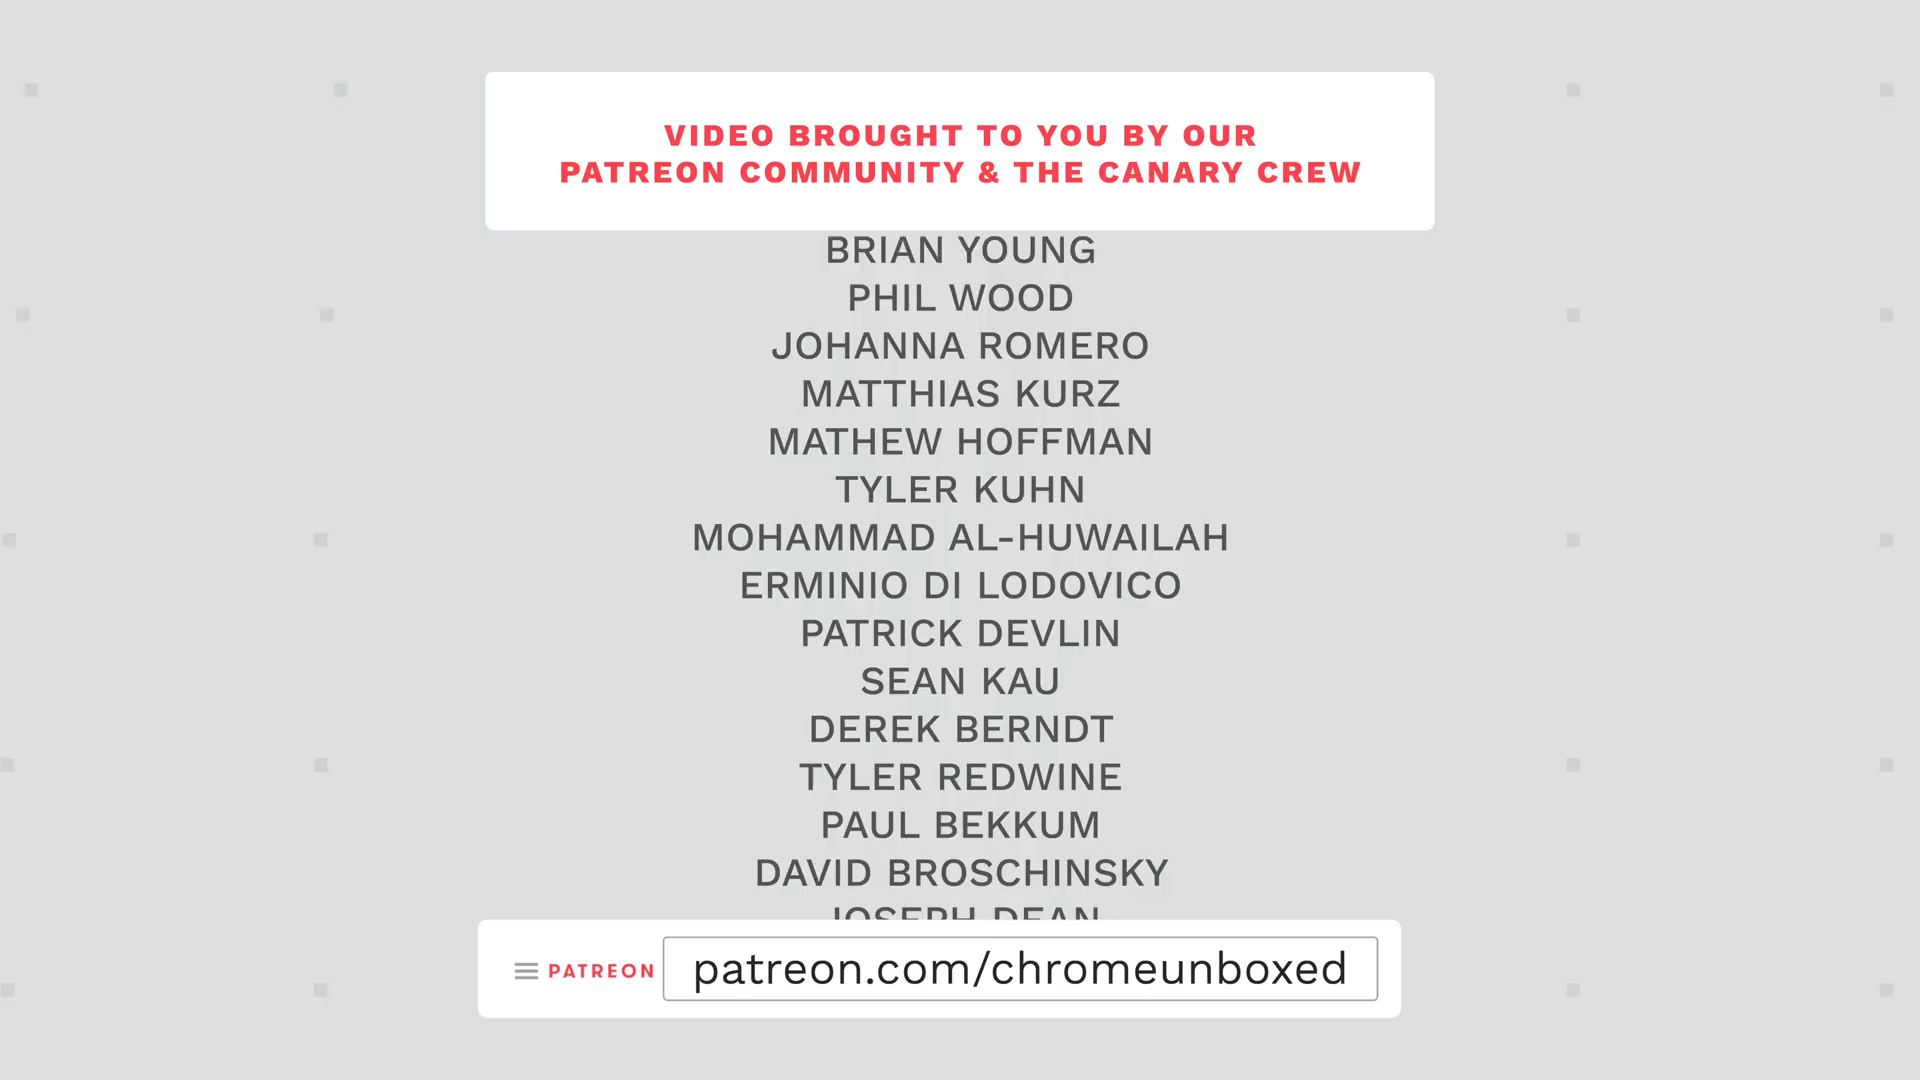 VIDEO BROUGHT TO YOU BY OUR
PATREON COMMUNITY & THE CANARY CREW
BRIAN YOUNG
PHIL WOOD
JOHANNA ROMERO
MATTHIAS KURZ
MATHEW HOFFMAN
TYLER KUHN
MOHAMMAD AL-HUWAILAH
ERMINIO DI LODOVICO
PATRICK DEVLIN
SEAN KAU
DEREK BERNDT
TYLER REDWINE
PAUL BEKKUM
DAVID BROSCHINSKY
JOSEPH DEAN
PATREON patreon.com/chromeunboxed